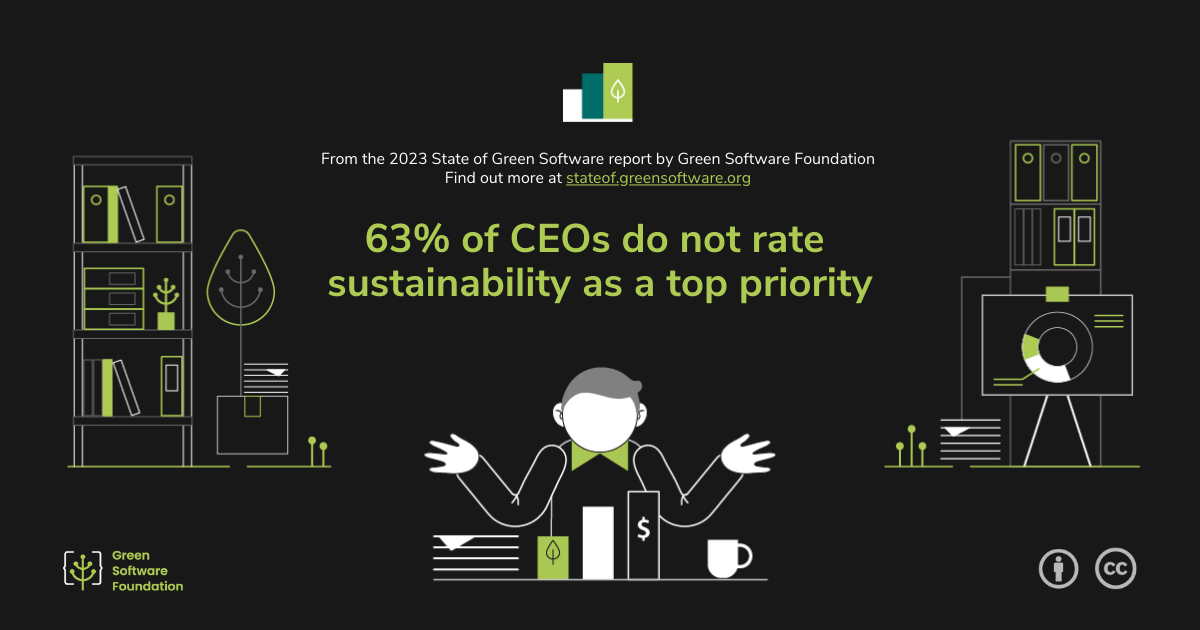 From the 2023 State of Green Software report by Green Software Foundation
Find out more at stateof.greensoftware.org
63% of CEOs do not rate
sustainability as a top priority
$
Green
Software
Foundation
cc